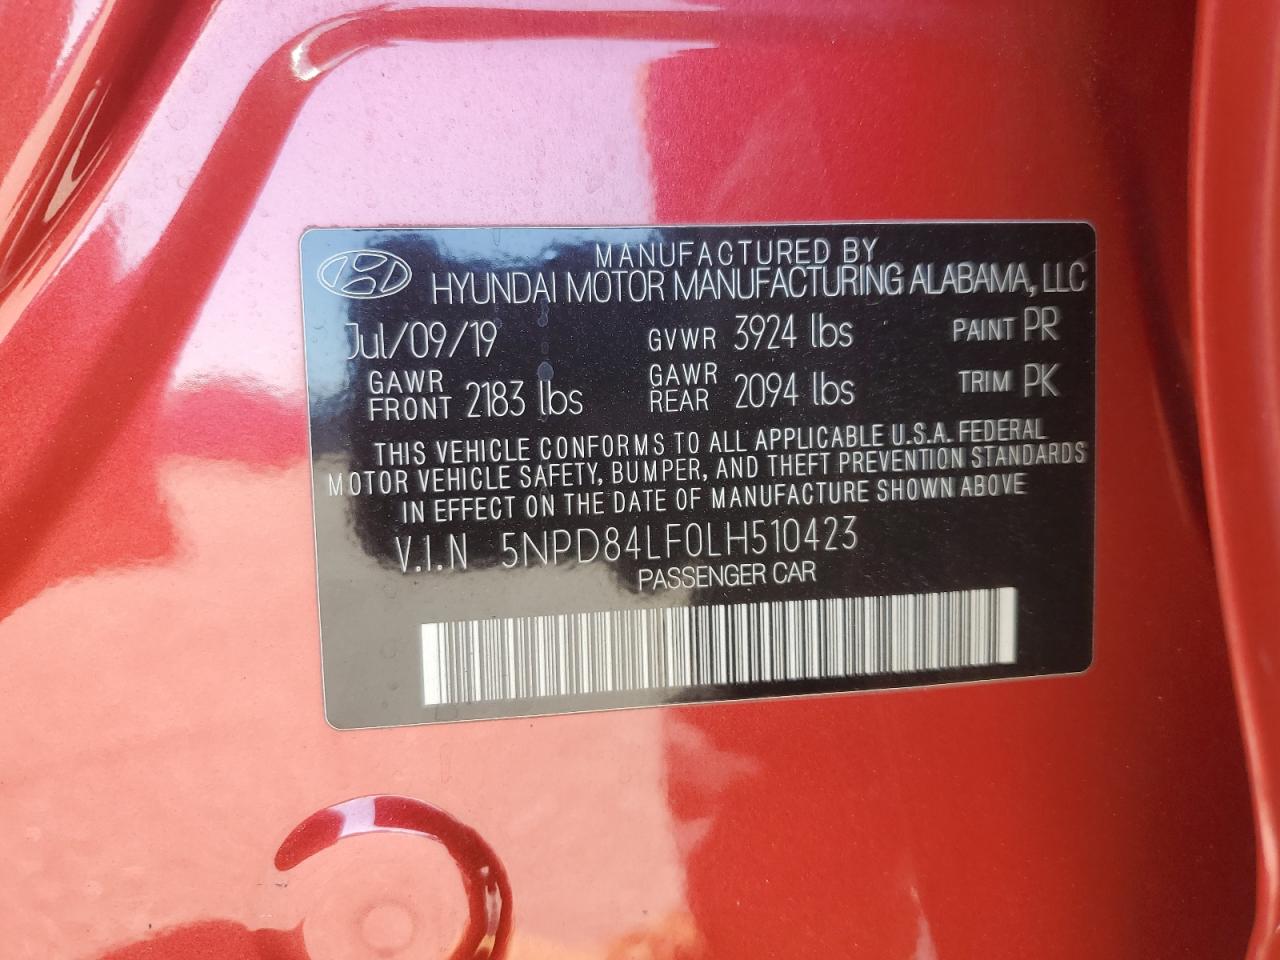 MANUFACTURED BY
HYUNDAI MOTOR MANUFACTURING ALABAMA, LLC
Jul/09/19 GVWR 3924 lbs PAINT PR
GAWR FRONT 2183 lbs GAWR REAR 2094 lbs TRIM PK
THIS VEHICLE CONFORMS TO ALL APPLICABLE U.S.A. FEDERAL
MOTOR VEHICLE SAFETY, BUMPER, AND THEFT PREVENTION STANDARDS
IN EFFECT ON THE DATE OF MANUFACTURE SHOWN ABOVE
V.I.N 5NPD84LF0LH510423
PASSENGER CAR